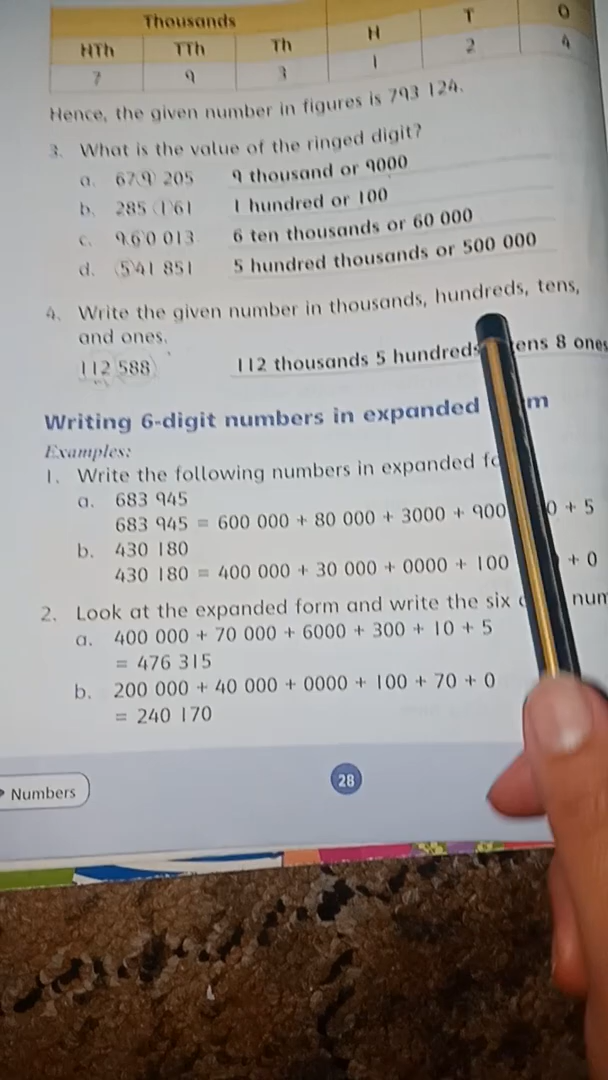 Thousands
HTh TTh Th H T O
7 9 3 1 2 4
Hence, the given number in figures is 793 124.
3. What is the value of the ringed digit?
a. 679 205 9 thousand or 9000
b. 285 161 1 hundred or 100
c. 960 013 6 ten thousands or 60 000
d. 541 851 5 hundred thousands or 500 000
4. Write the given number in thousands, hundreds, tens,
and ones.
112 588 112 thousands 5 hundreds tens 8 ones
Writing 6-digit numbers in expanded
Examples:
1. Write the following numbers in expanded
a. 683 945
683 945 = 600 000 + 80 000 + 3000 + 900 + 5
b. 430 180
430 180 = 400 000 + 30 000 + 0000 + 100 + 0
2. Look at the expanded form and write the six
a. 400 000 + 70 000 + 6000 + 300 + 10 + 5
= 476 315
b. 200 000 + 40 000 + 0000 + 100 + 70 + 0
= 240 170
Numbers
28